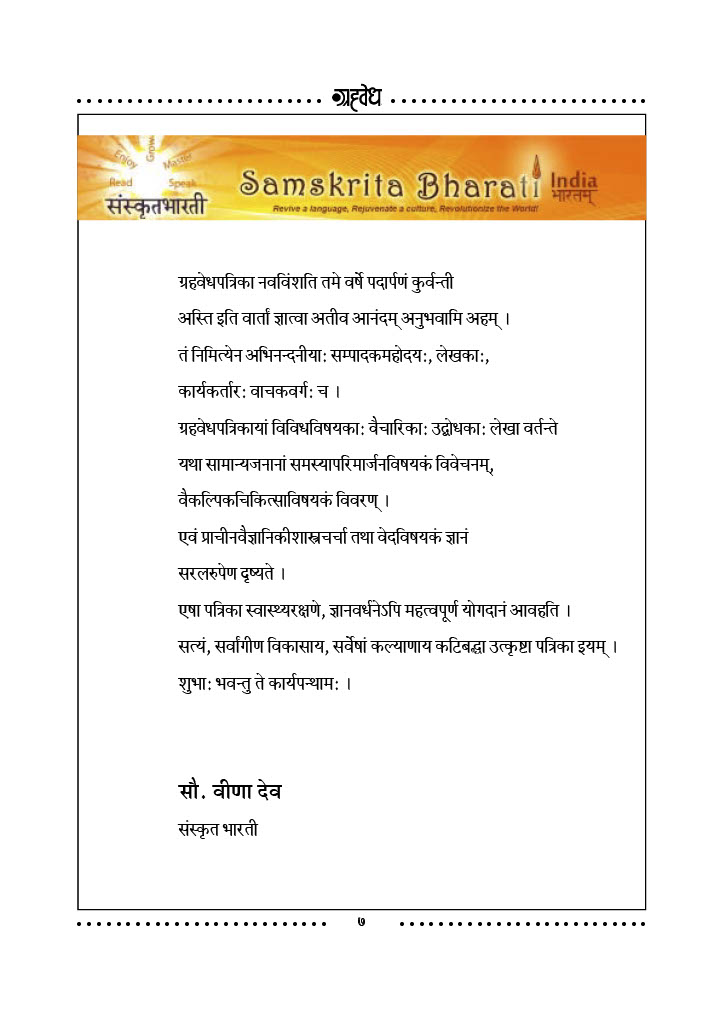 ग्रहवेध
Enjoy
Grow
Master
Read
Speak
संस्कृतभारती
Samskrita Bharati
India
भारतम्
Revive a language, Rejuvenate a culture, Revolutionize the World!
ग्रहवेधपत्रिका नवविंशति तमे वर्षे पदार्पणं कुर्वन्ती
अस्ति इति वार्तां ज्ञात्वा अतीव आनंदम् अनुभवामि अहम् ।
तं निमित्येन अभिनन्दनीया: सम्पादकमहोदय:, लेखका:,
कार्यकर्तार: वाचकवर्ग: च ।
ग्रहवेधपत्रिकायां विविधविषयका: वैचारिका: उद्बोधका: लेखा वर्तन्ते
यथा सामान्यजनानां समस्यापरिमार्जनविषयकं विवेचनम्,
वैकल्पिकचिकित्साविषयकं विवरण् ।
एवं प्राचीनवैज्ञानिकीशास्त्रचर्चा तथा वेदविषयकं ज्ञानं
सरलरुपेण दृष्यते ।
एषा पत्रिका स्वास्थ्यरक्षणे, ज्ञानवर्धनेऽपि महत्वपूर्ण योगदानं आवहति ।
सत्यं, सर्वांगीण विकासाय, सर्वेषां कल्याणाय कटिबद्धा उत्कृष्टा पत्रिका इयम् ।
शुभा: भवन्तु ते कार्यपन्थाम: ।
सौ. वीणा देव
संस्कृत भारती
७